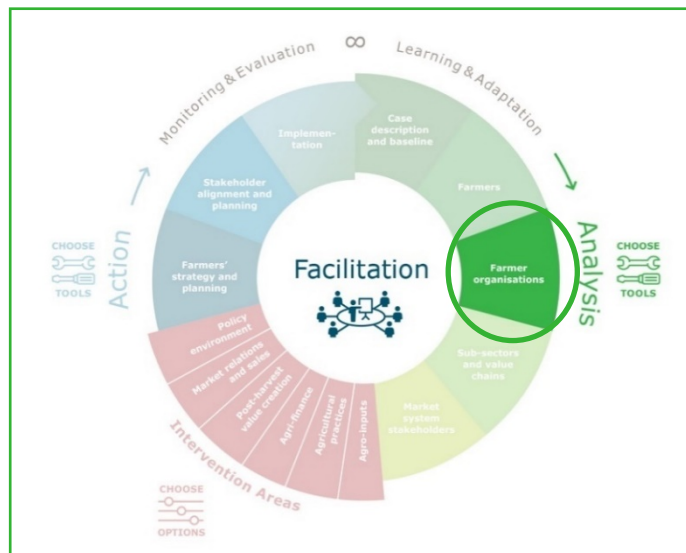 Monitoring & Evaluation
∞
Learning & Adaptation
Implemen-
tation
Case
description
and baseline
Stakeholder
alignment and
planning
Farmers
Farmers'
strategy and
planning
Farmer
organisations
Facilitation
Action
Analysis
CHOOSE
TOOLS
CHOOSE
TOOLS
Policy
environment
Market relations
and sales
Post-harvest
value creation
Agri-finance
Agricultural
practices
Agro-inputs
Market
system
stakeholders
Sub-sectors
and value
chains
Intervention Areas
CHOOSE
OPTIONS